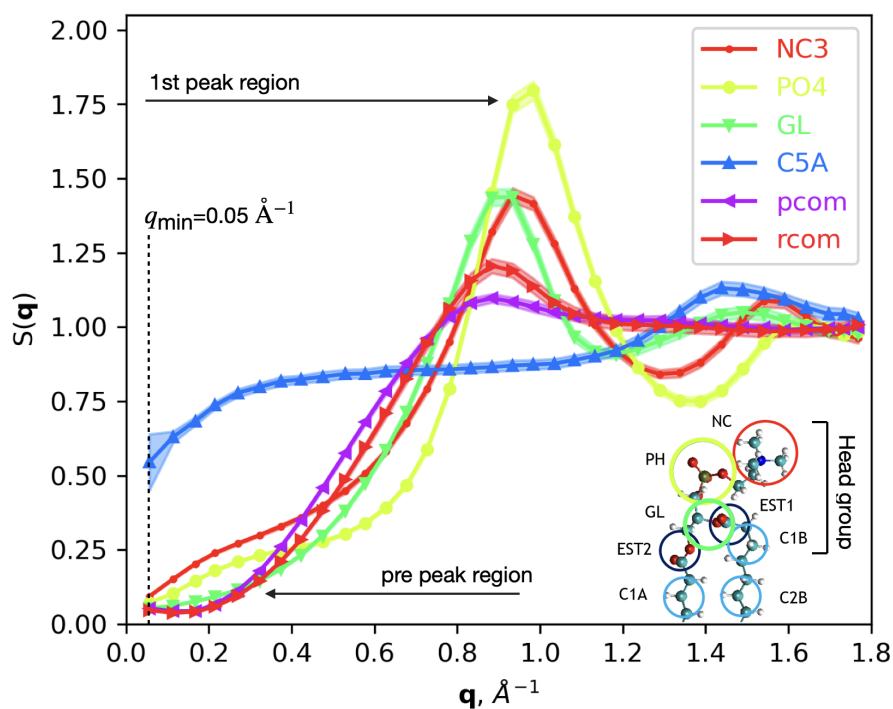 2.00
1.75
1.50
1.25
1.00
0.75
0.50
0.25
0.00
S(q)
1st peak region
q_min=0.05 Å⁻¹
NC3
PO4
GL
C5A
pcom
rcom
pre peak region
NC
PH
GL
EST1
EST2
C1B
C1A
C2B
Head group
0.0 0.2 0.4 0.6 0.8 1.0 1.2 1.4 1.6 1.8
q, Å⁻¹